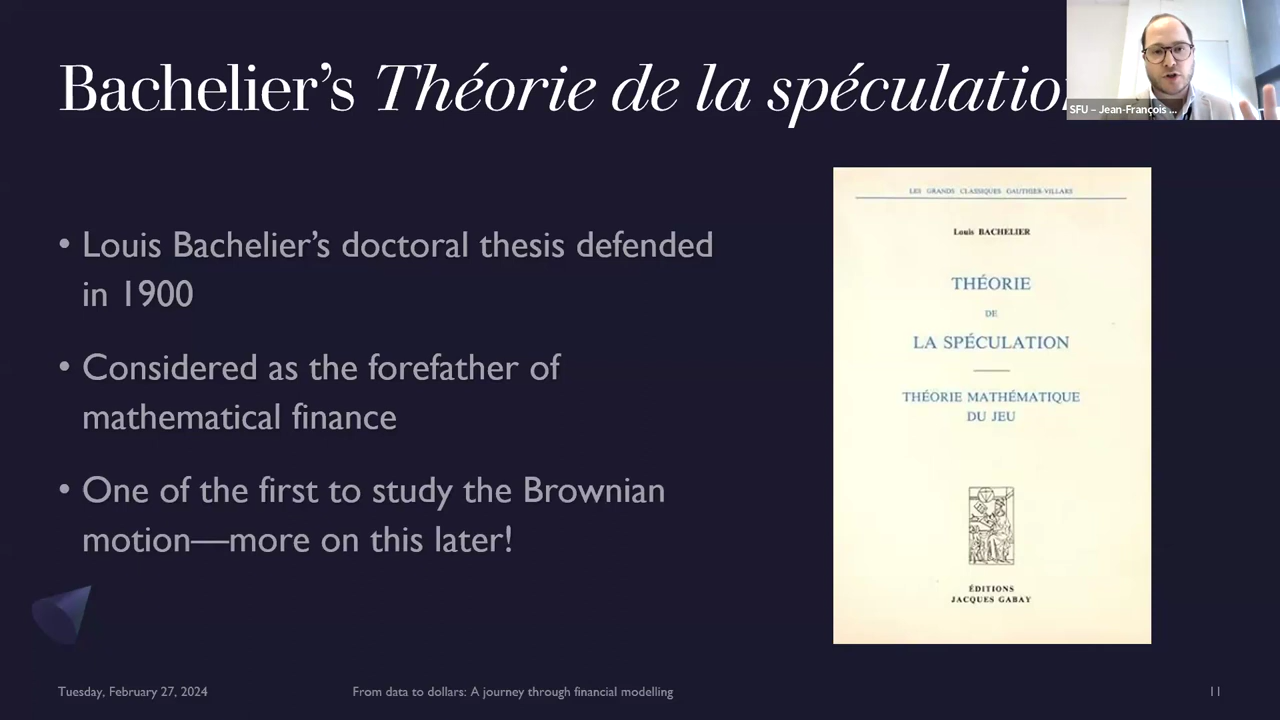 Bachelier’s Théorie de la spéculation
SFU – Jean-François ...
• Louis Bachelier’s doctoral thesis defended
in 1900
• Considered as the forefather of
mathematical finance
• One of the first to study the Brownian
motion—more on this later!
LES GRANDS CLASSIQUES GAUTHIER-VILLARS
Louis BACHELIER
THÉORIE
DE
LA SPÉCULATION
THÉORIE MATHÉMATIQUE
DU JEU
ÉDITIONS
JACQUES GABAY
Tuesday, February 27, 2024
From data to dollars: A journey through financial modelling
11